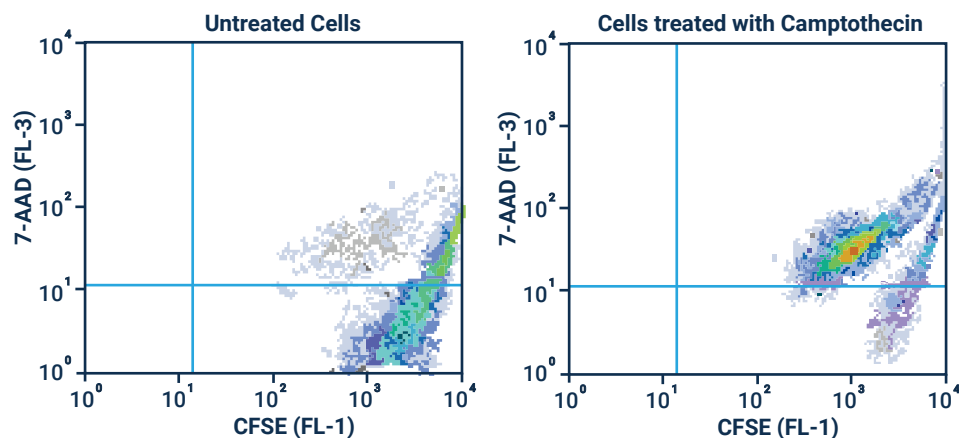 Untreated Cells
Cells treated with Camptothecin
7-AAD (FL-3)
10⁴
10³
10²
10¹
10⁰
10⁰ 10¹ 10² 10³ 10⁴
CFSE (FL-1)
7-AAD (FL-3)
10⁴
10³
10²
10¹
10⁰
10⁰ 10¹ 10² 10³ 10⁴
CFSE (FL-1)